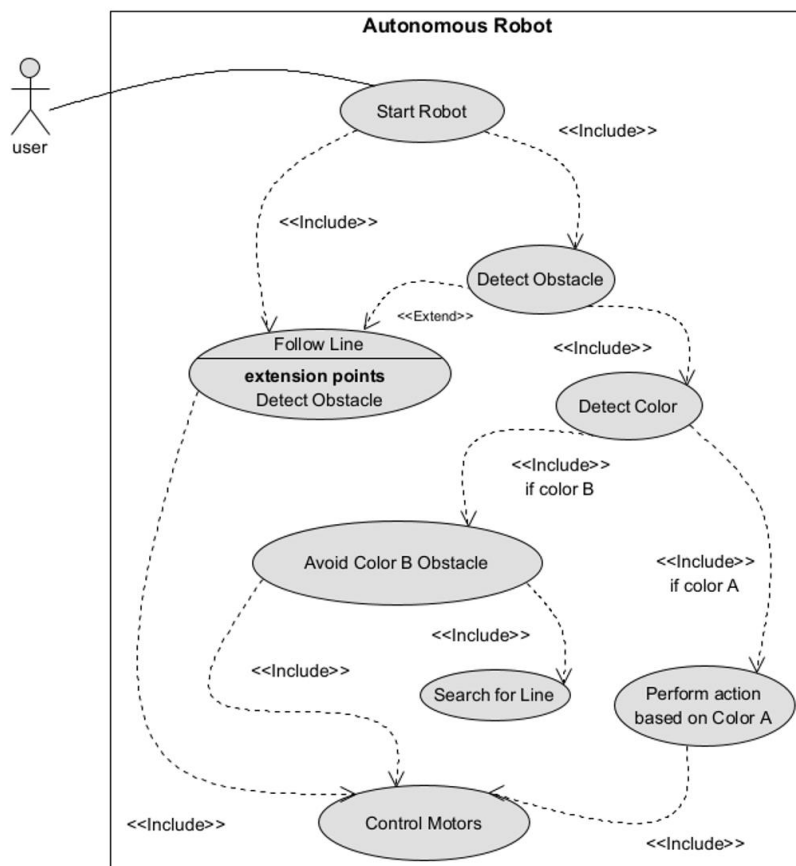 Autonomous Robot
user
Start Robot
<<Include>>
<<Include>>
Detect Obstacle
<<Extend>>
Follow Line
extension points
Detect Obstacle
<<Include>>
Detect Color
<<Include>>
if color B
Avoid Color B Obstacle
<<Include>>
if color A
<<Include>>
<<Include>>
Search for Line
Perform action
based on Color A
<<Include>>
Control Motors
<<Include>>